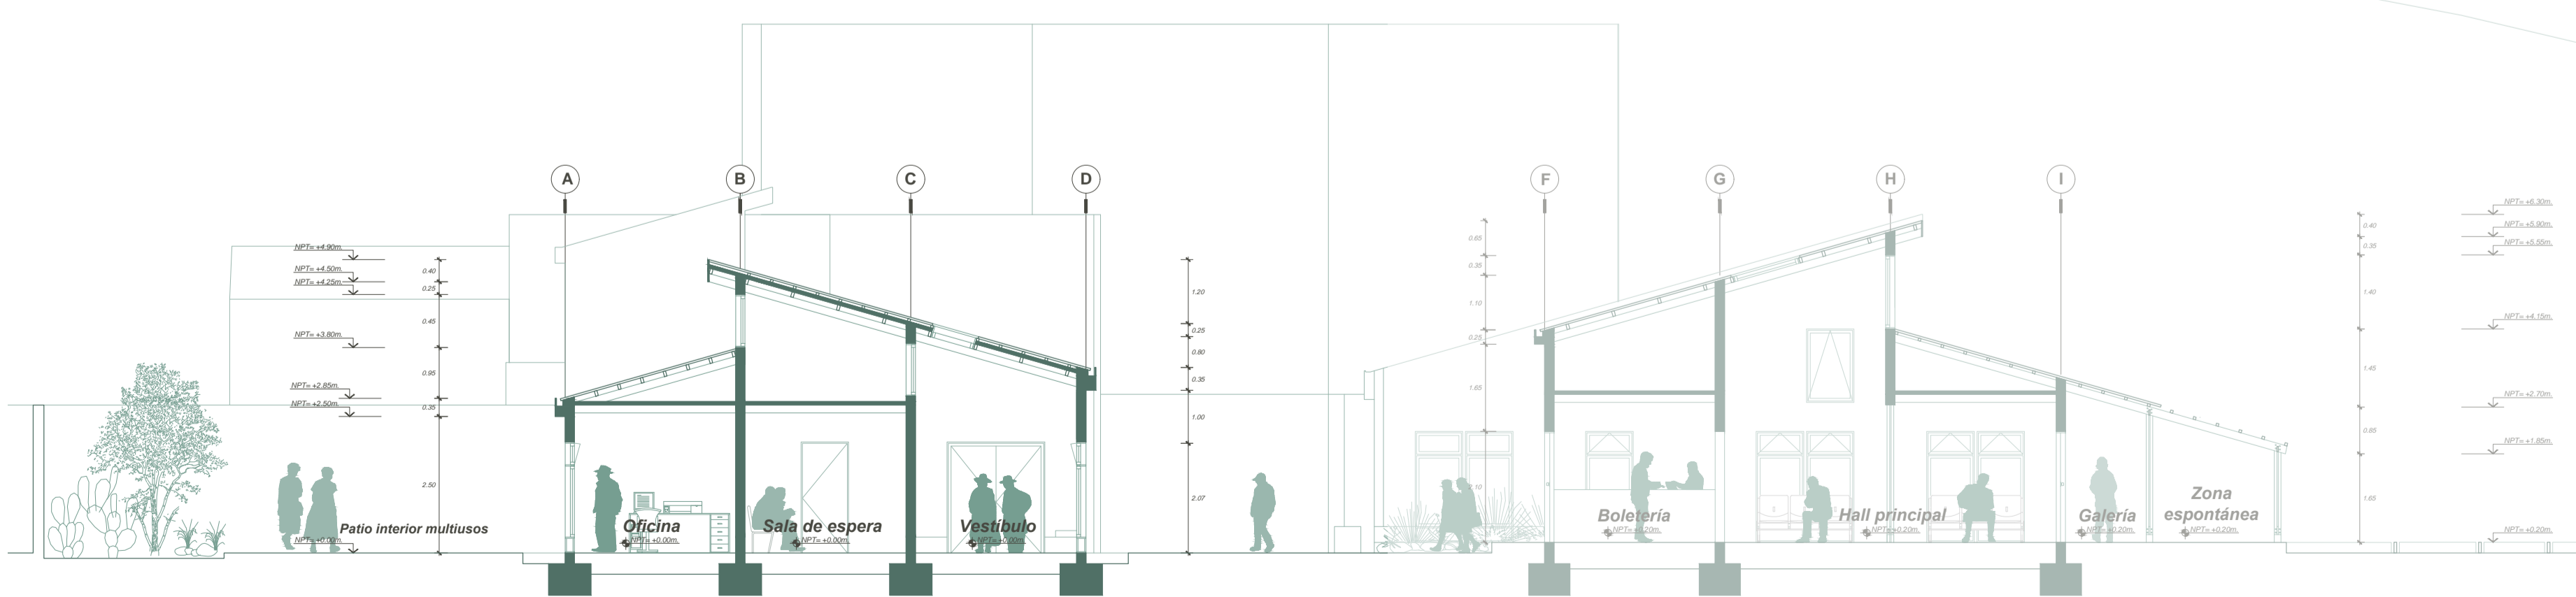 A
B
C
D
F
G
H
I
NPT= +4.90m.
NPT= +4.50m.
NPT= +4.25m.
NPT= +3.80m.
NPT= +2.85m.
NPT= +2.50m.
NPT= +0.00m.
0.40
0.25
0.45
0.95
0.35
2.50
Patio interior multiusos
Oficina
NPT= +0.00m.
Sala de espera
NPT= +0.00m.
Vestíbulo
NPT= +0.00m.
1.20
0.25
0.80
0.35
1.00
2.07
0.65
0.35
1.10
0.25
1.65
2.10
Boletería
NPT= +0.20m.
Hall principal
NPT= +0.20m.
Galería
NPT= +0.20m.
Zona
espontánea
NPT= +0.20m.
0.40
0.35
1.40
1.45
0.85
1.65
NPT= +6.30m.
NPT= +5.90m.
NPT= +5.55m.
NPT= +4.15m.
NPT= +2.70m.
NPT= +1.85m.
NPT= +0.20m.